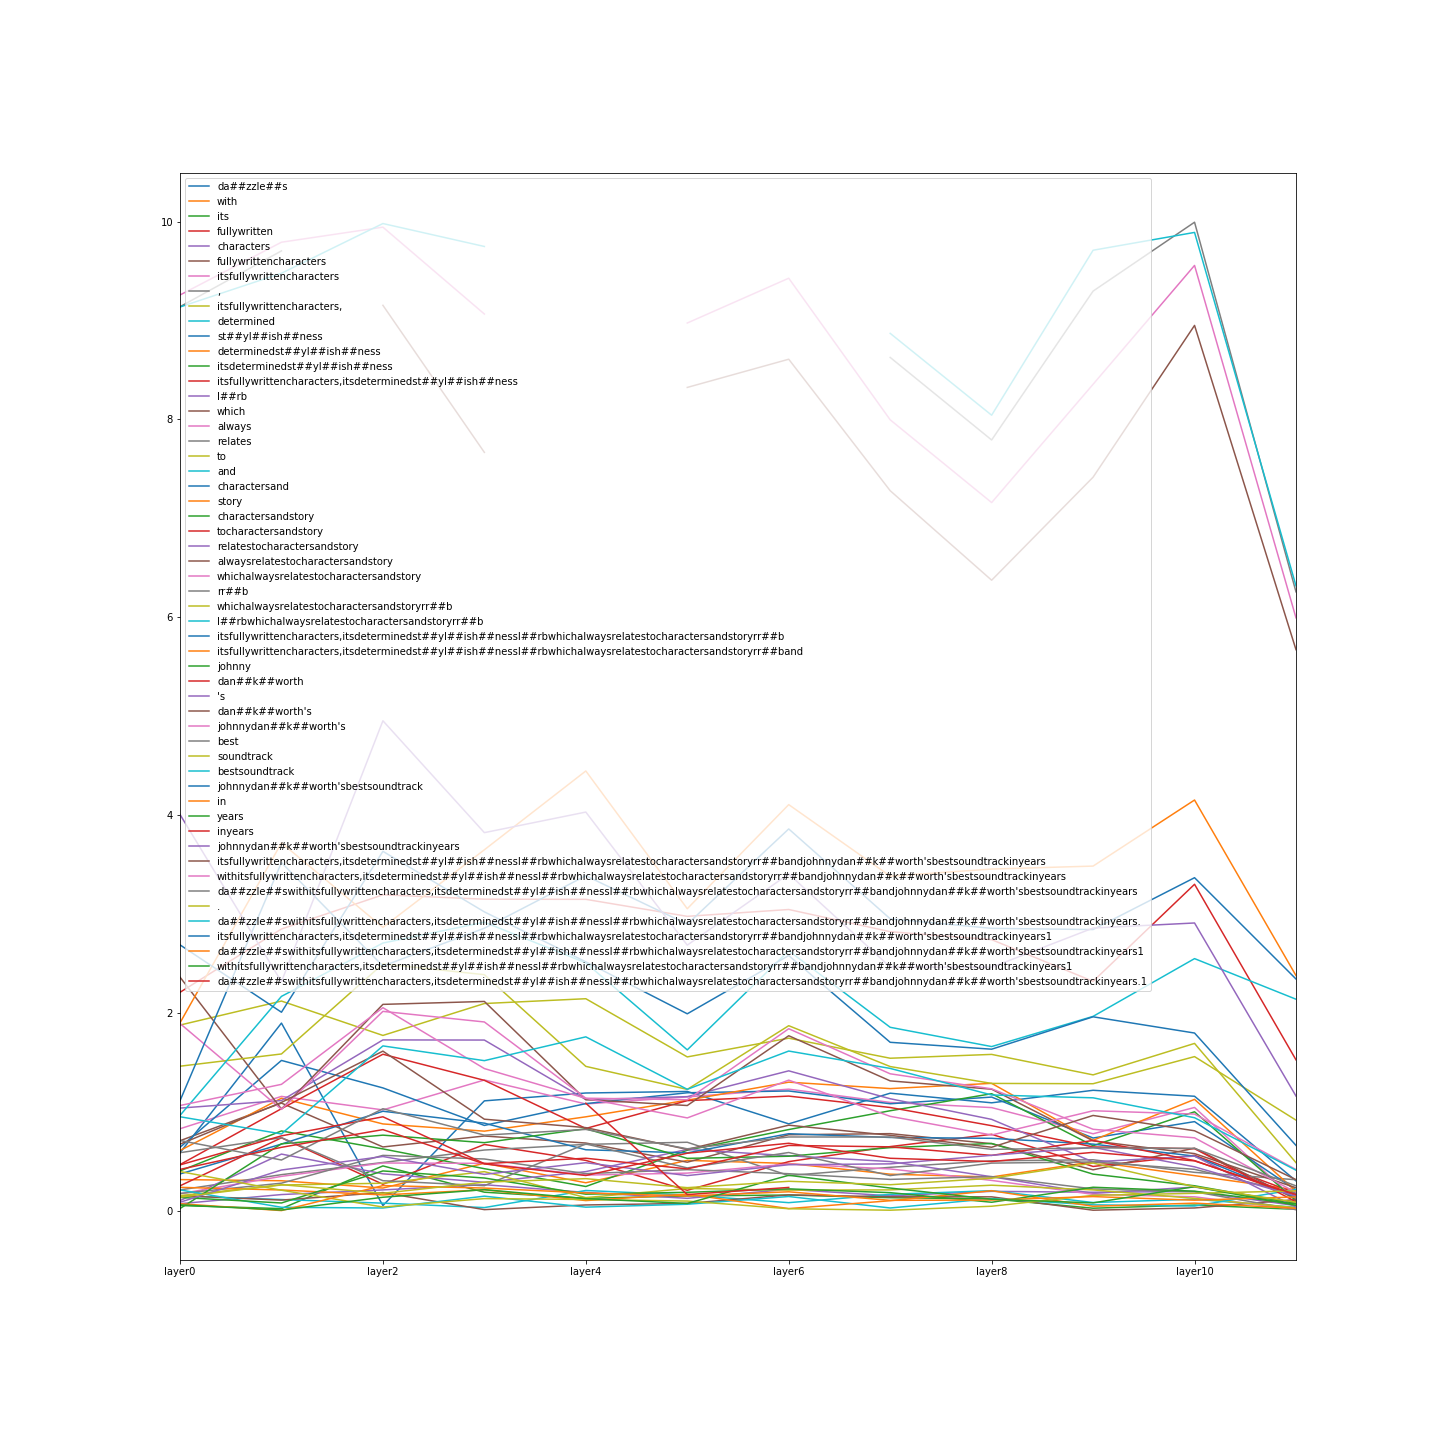 10
8
6
4
2
0
da##zzle##s
with
its
fullywritten
characters
fullywrittencharacters
itsfullywrittencharacters
,
itsfullywrittencharacters,
determined
st##yl##ish##ness
determinedst##yl##ish##ness
itsdeterminedst##yl##ish##ness
itsfullywrittencharacters,itsdeterminedst##yl##ish##ness
l##rb
which
always
relates
to
and
charactersand
story
charactersandstory
tocharactersandstory
relatestocharactersandstory
alwaysrelatestocharactersandstory
whichalwaysrelatestocharactersandstory
rr##b
whichalwaysrelatestocharactersandstoryrr##b
l##rbwhichalwaysrelatestocharactersandstoryrr##b
itsfullywrittencharacters,itsdeterminedst##yl##ish##nessl##rbwhichalwaysrelatestocharactersandstoryrr##b
itsfullywrittencharacters,itsdeterminedst##yl##ish##nessl##rbwhichalwaysrelatestocharactersandstoryrr##band
johnny
dan##k##worth
's
dan##k##worth's
johnnydan##k##worth's
best
soundtrack
bestsoundtrack
johnnydan##k##worth'sbestsoundtrack
in
years
inyears
johnnydan##k##worth'sbestsoundtrackinyears
itsfullywrittencharacters,itsdeterminedst##yl##ish##nessl##rbwhichalwaysrelatestocharactersandstoryrr##bandjohnnydan##k##worth'sbestsoundtrackinyears
withitsfullywrittencharacters,itsdeterminedst##yl##ish##nessl##rbwhichalwaysrelatestocharactersandstoryrr##bandjohnnydan##k##worth'sbestsoundtrackinyears
da##zzle##swithitsfullywrittencharacters,itsdeterminedst##yl##ish##nessl##rbwhichalwaysrelatestocharactersandstoryrr##bandjohnnydan##k##worth'sbestsoundtrackinyears
.
da##zzle##swithitsfullywrittencharacters,itsdeterminedst##yl##ish##nessl##rbwhichalwaysrelatestocharactersandstoryrr##bandjohnnydan##k##worth'sbestsoundtrackinyears.
itsfullywrittencharacters,itsdeterminedst##yl##ish##nessl##rbwhichalwaysrelatestocharactersandstoryrr##bandjohnnydan##k##worth'sbestsoundtrackinyears1
da##zzle##swithitsfullywrittencharacters,itsdeterminedst##yl##ish##nessl##rbwhichalwaysrelatestocharactersandstoryrr##bandjohnnydan##k##worth'sbestsoundtrackinyears1
withitsfullywrittencharacters,itsdeterminedst##yl##ish##nessl##rbwhichalwaysrelatestocharactersandstoryrr##bandjohnnydan##k##worth'sbestsoundtrackinyears1
da##zzle##swithitsfullywrittencharacters,itsdeterminedst##yl##ish##nessl##rbwhichalwaysrelatestocharactersandstoryrr##bandjohnnydan##k##worth'sbestsoundtrackinyears.1
layer0 layer2 layer4 layer6 layer8 layer10